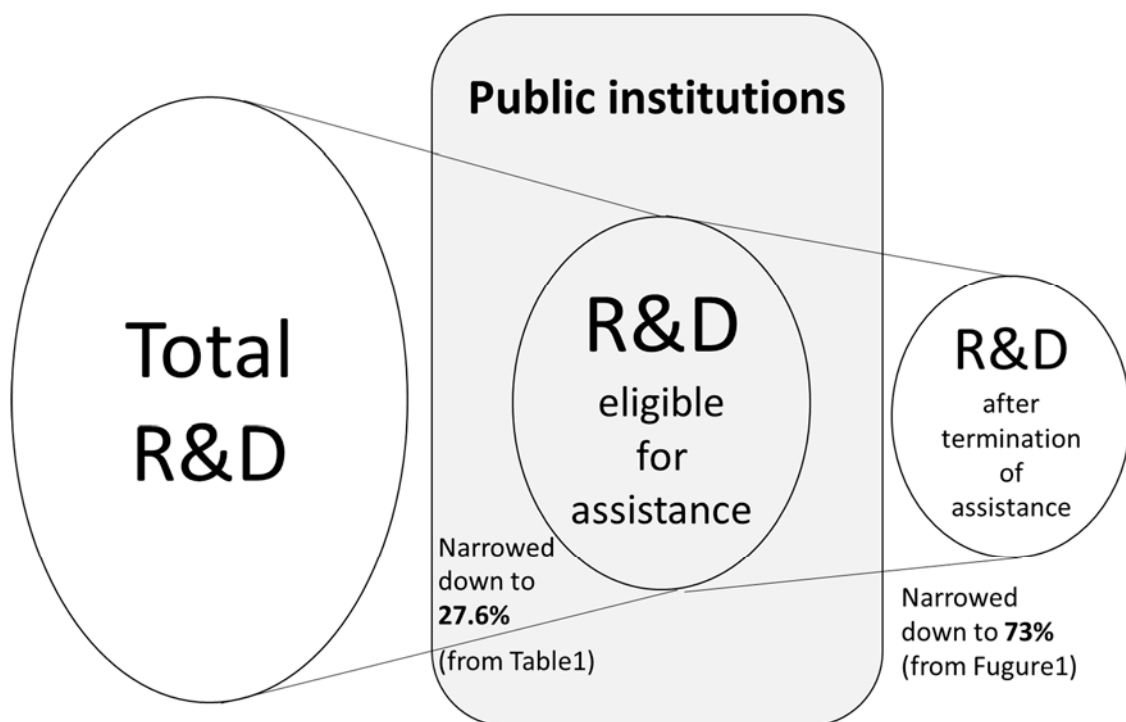 Public institutions
Total
R&D
R&D
eligible
for
assistance
R&D
after
termination
of
assistance
Narrowed
down to
27.6%
(from Table1)
Narrowed
down to 73%
(from Fugure1)